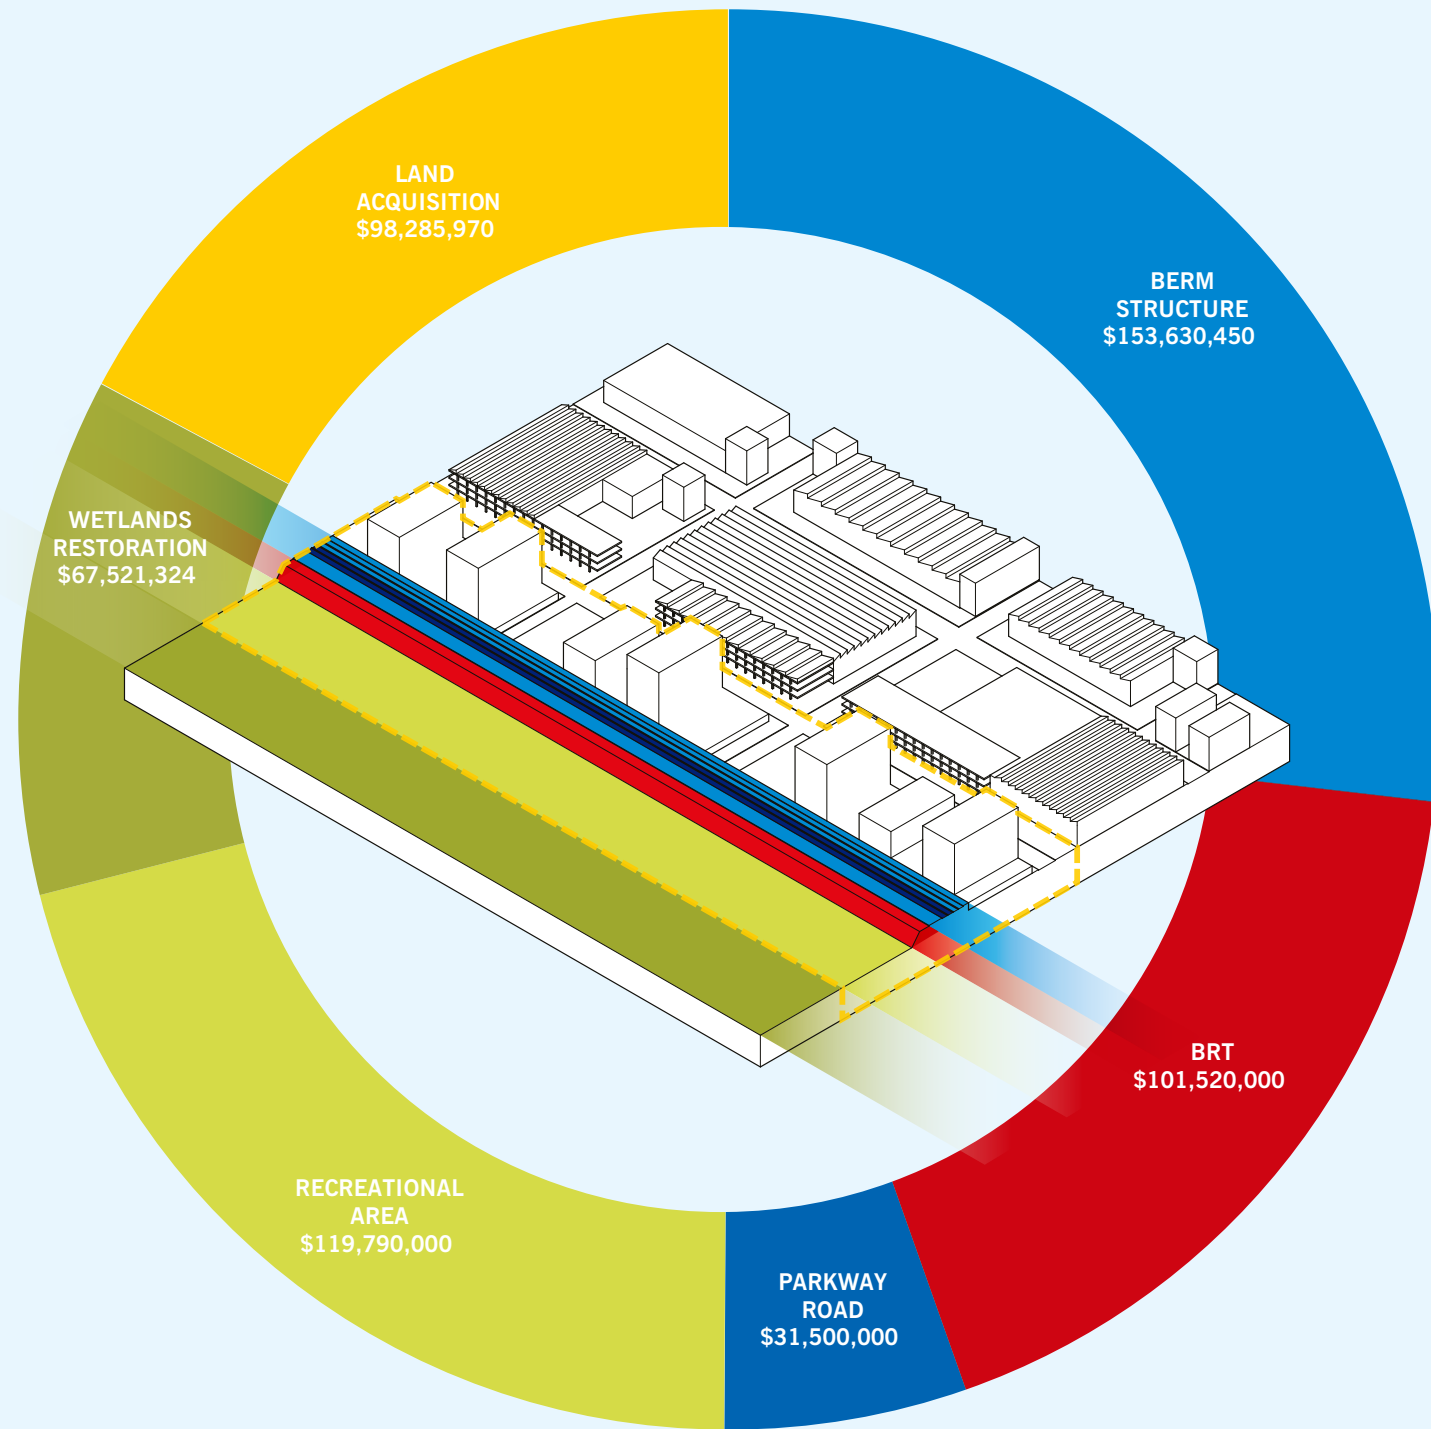 LAND
ACQUISITION
$98,285,970
BERM
STRUCTURE
$153,630,450
WETLANDS
RESTORATION
$67,521,324
BRT
$101,520,000
RECREATIONAL
AREA
$119,790,000
PARKWAY
ROAD
$31,500,000